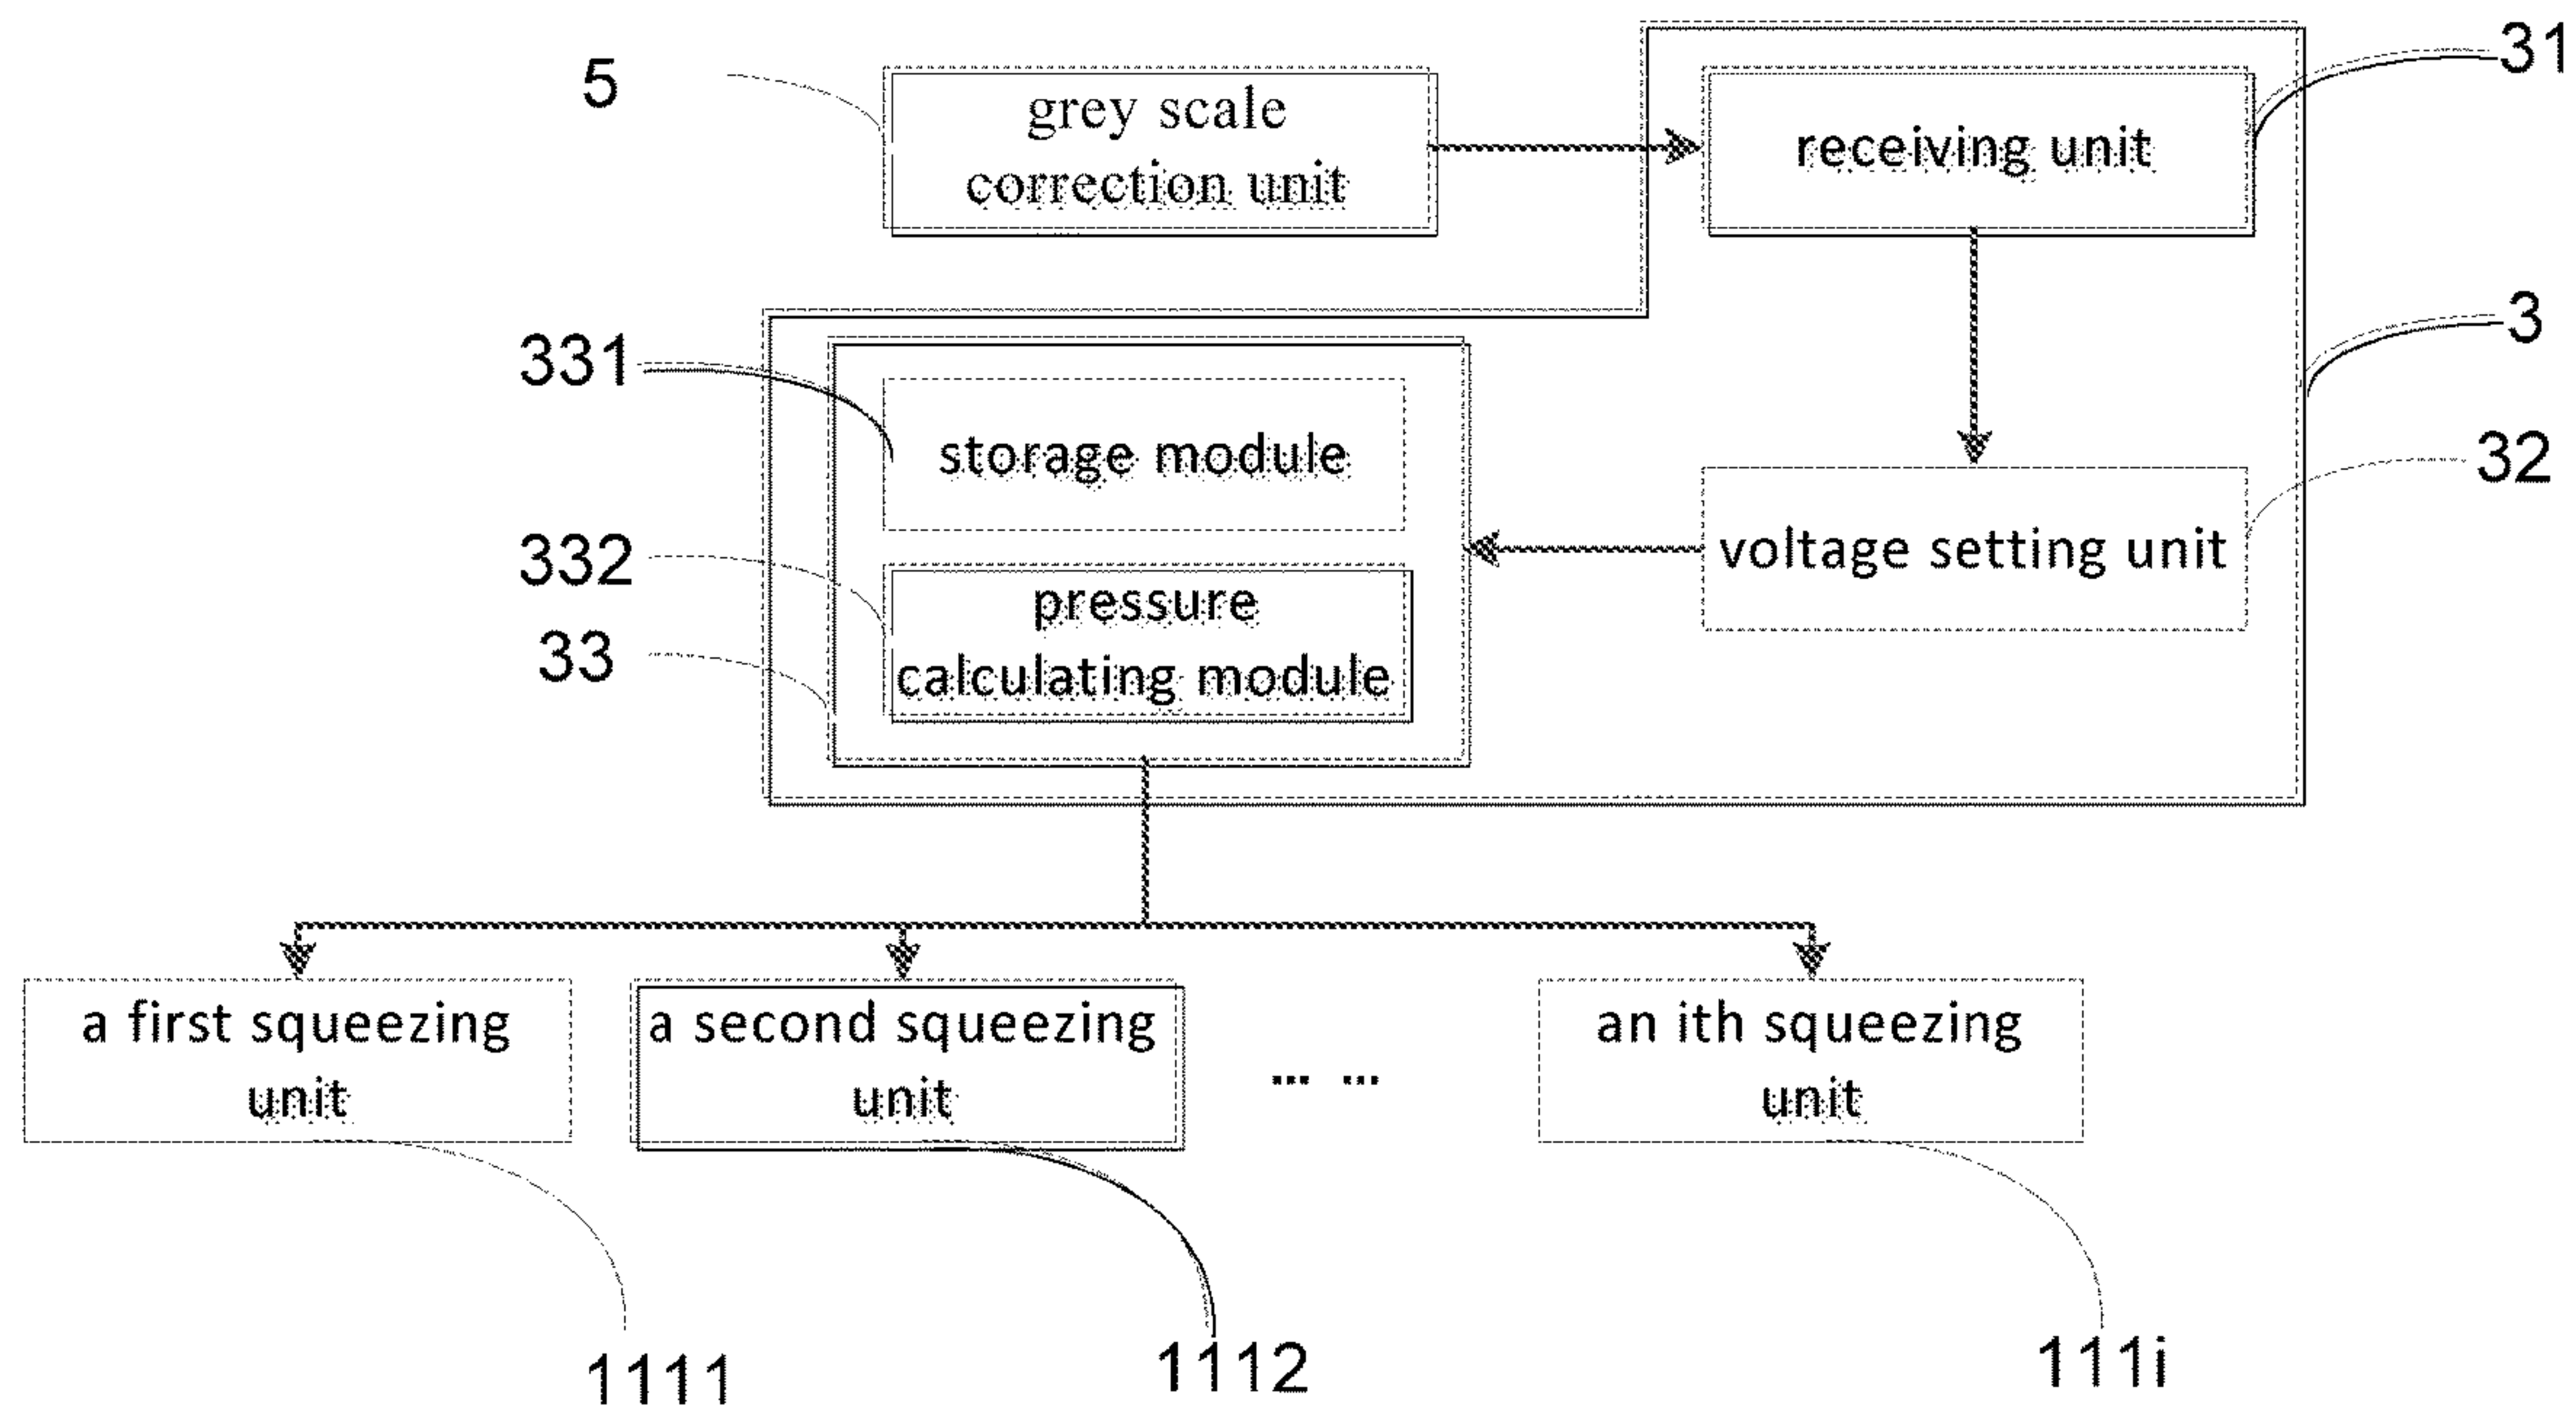 5
grey scale
correction unit
receiving unit
31
3
331
storage module
voltage setting unit
32
332
pressure
calculating module
33
a first squeezing
unit
a second squeezing
unit
... ...
an ith squeezing
unit
1111
1112
111i